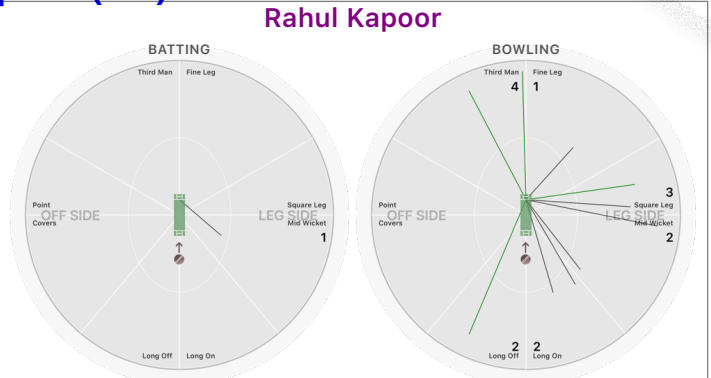 Rahul Kapoor
BATTING
Third Man Fine Leg
Point
OFF SIDE
Covers
Square Leg
LEG SIDE
Mid Wicket
1
Long Off Long On
BOWLING
Third Man Fine Leg
4 1
Point
OFF SIDE
Covers
3
Square Leg
LEG SIDE
Mid Wicket
2
2 2
Long Off Long On